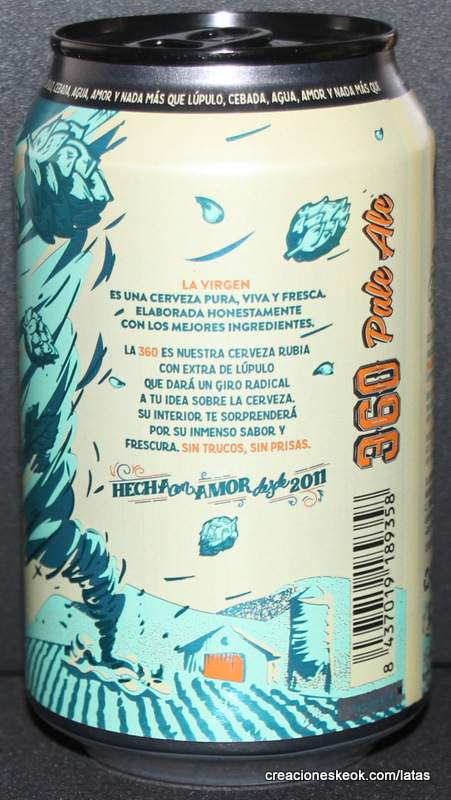 CEBADA, AGUA, AMOR Y NADA MÁS QUE LÚPULO, CEBADA, AGUA, AMOR Y NADA MÁS QUE
LA VIRGEN
ES UNA CERVEZA PURA, VIVA Y FRESCA.
ELABORADA HONESTAMENTE
CON LOS MEJORES INGREDIENTES.
LA 360 ES NUESTRA CERVEZA RUBIA
CON EXTRA DE LÚPULO
QUE DARÁ UN GIRO RADICAL
A TU IDEA SOBRE LA CERVEZA.
SU INTERIOR TE SORPRENDERÁ
POR SU INMENSO SABOR Y
FRESCURA. SIN TRUCOS, SIN PRISAS.
HECHA con AMOR desde 2011
360 Pale Ale
8 437019 189358
creacioneskeok.com/latas